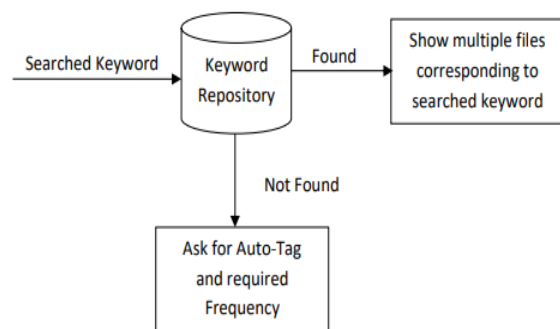 Searched Keyword
Keyword
Repository
Found
Show multiple files
corresponding to
searched keyword
Not Found
Ask for Auto-Tag
and required
Frequency